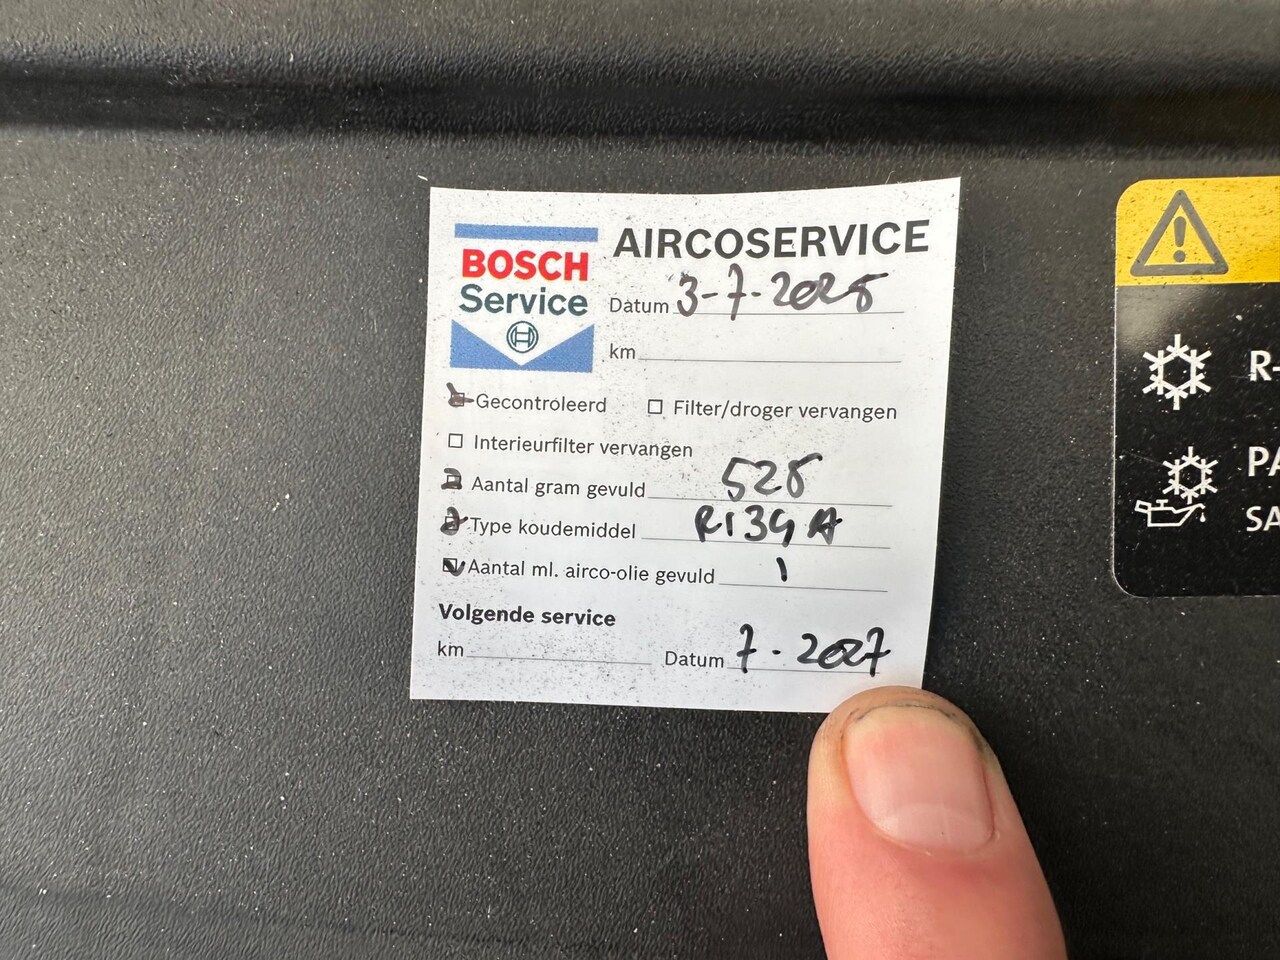 BOSCH
Service
AIRCOSERVICE
Datum 3-7-2025
km
Gecontroleerd
Filter/droger vervangen
Interieurfilter vervangen
Aantal gram gevuld 525
Type koudemiddel R134A
Aantal ml. airco-olie gevuld 1
Volgende service
km
Datum 7-2027
R-
PA
SA